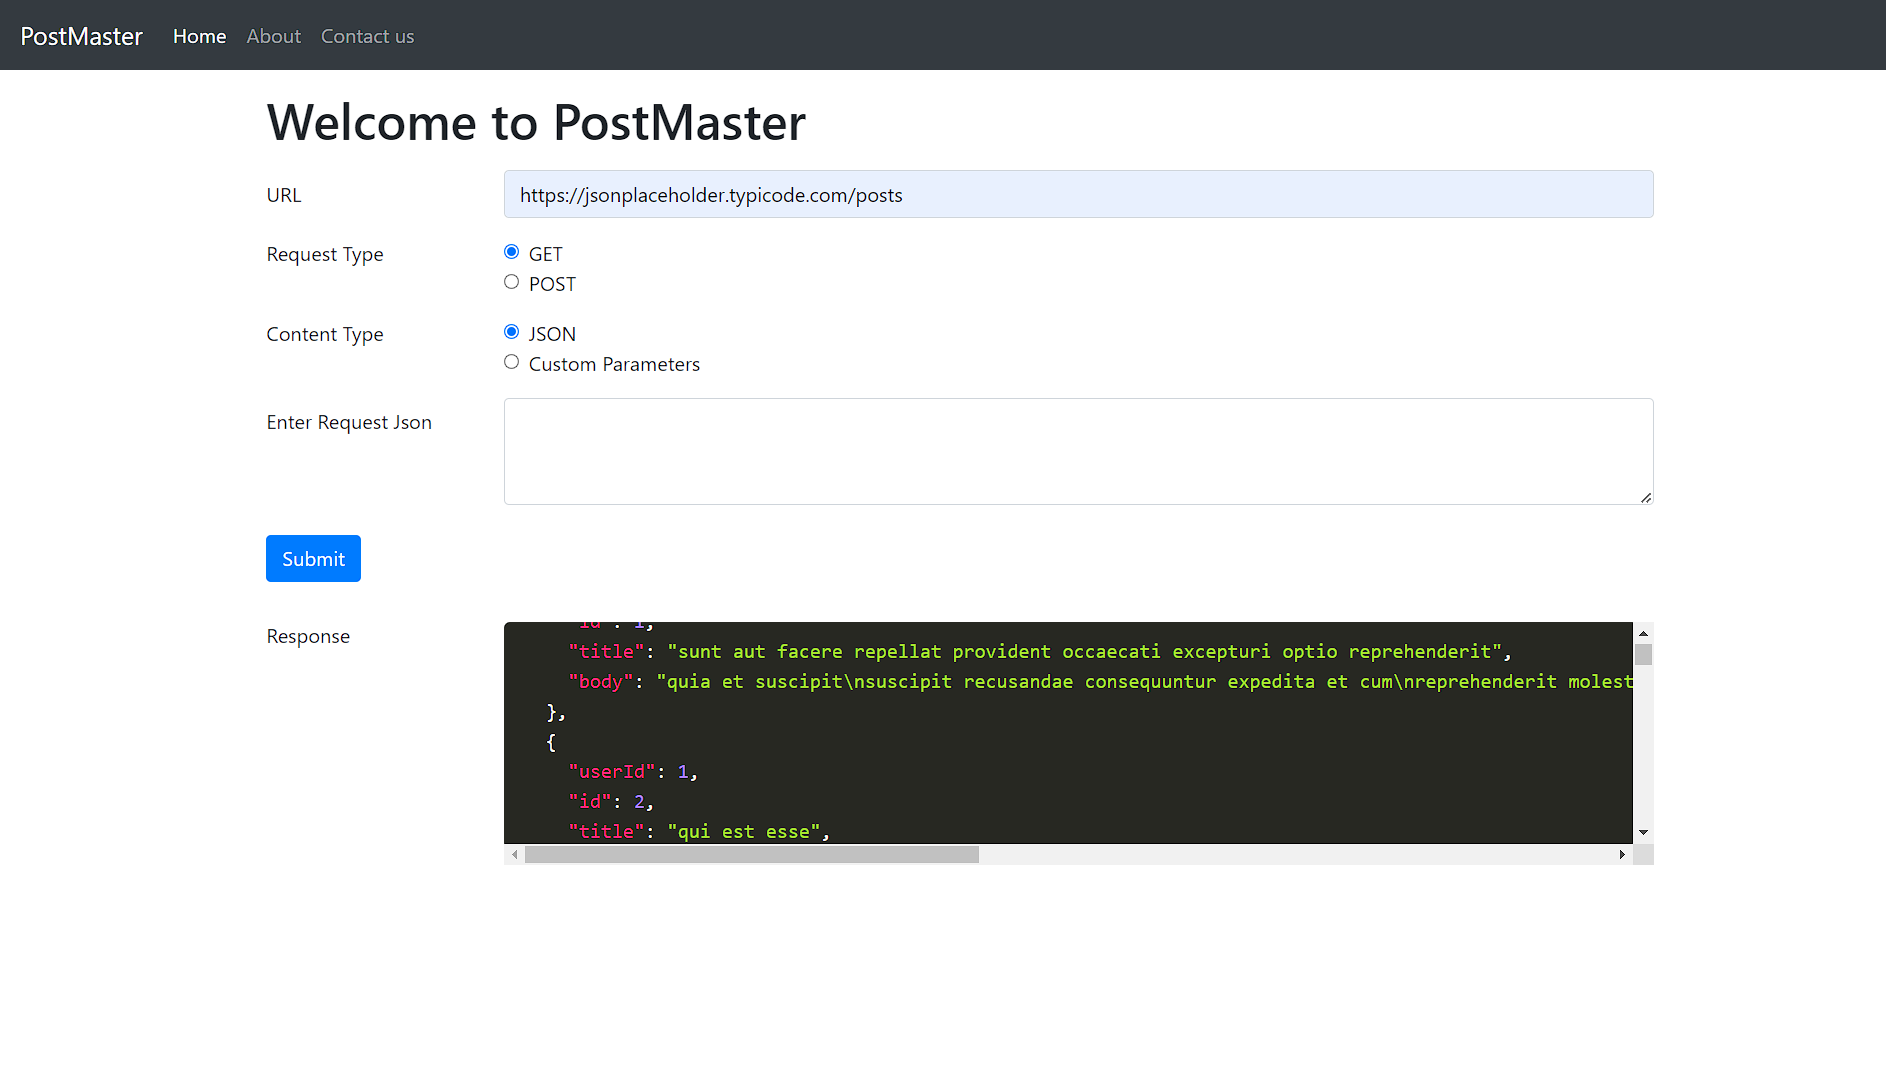 PostMaster Home About Contact us
Welcome to PostMaster
URL https://jsonplaceholder.typicode.com/posts
Request Type GET
POST
Content Type JSON
Custom Parameters
Enter Request Json
Submit
Response
"id": 1,
"title": "sunt aut facere repellat provident occaecati excepturi optio reprehenderit",
"body": "quia et suscipit\nsuscipit recusandae consequuntur expedita et cum\nreprehenderit molest
},
{
"userId": 1,
"id": 2,
"title": "qui est esse",